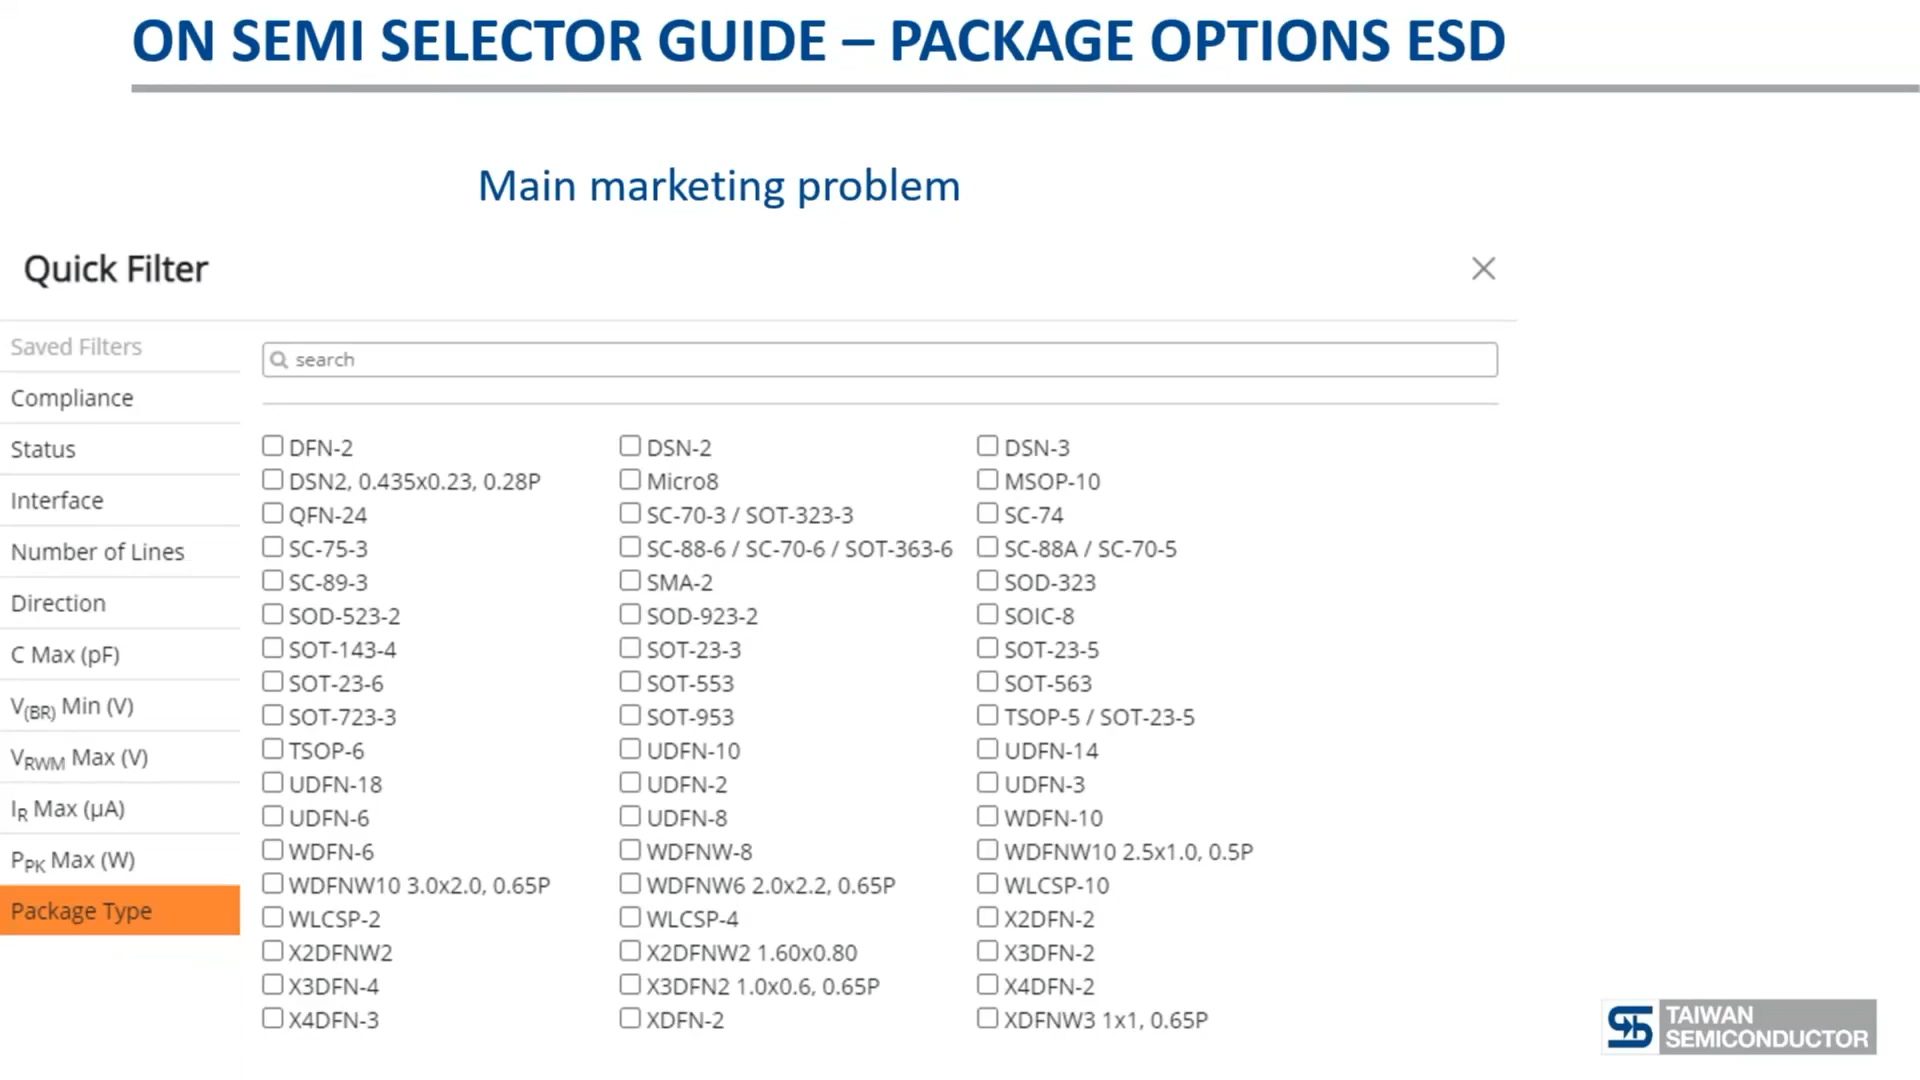 ON SEMI SELECTOR GUIDE – PACKAGE OPTIONS ESD
Main marketing problem
Quick Filter
Saved Filters
Compliance
Status
Interface
Number of Lines
Direction
C Max (pF)
V(BR) Min (V)
VRWM Max (V)
IR Max (µA)
PPK Max (W)
Package Type
search
DFN-2 DSN-2 DSN-3
DSN2, 0.435x0.23, 0.28P Micro8 MSOP-10
QFN-24 SC-70-3 / SOT-323-3 SC-74
SC-75-3 SC-88-6 / SC-70-6 / SOT-363-6 SC-88A / SC-70-5
SC-89-3 SMA-2 SOD-323
SOD-523-2 SOD-923-2 SOIC-8
SOT-143-4 SOT-23-3 SOT-23-5
SOT-23-6 SOT-553 SOT-563
SOT-723-3 SOT-953 TSOP-5 / SOT-23-5
TSOP-6 UDFN-10 UDFN-14
UDFN-18 UDFN-2 UDFN-3
UDFN-6 UDFN-8 WDFN-10
WDFN-6 WDFNW-8 WDFNW10 2.5x1.0, 0.5P
WDFNW10 3.0x2.0, 0.65P WDFNW6 2.0x2.2, 0.65P WLCSP-10
WLCSP-2 WLCSP-4 X2DFN-2
X2DFNW2 X2DFNW2 1.60x0.80 X3DFN-2
X3DFN-4 X3DFN2 1.0x0.6, 0.65P X4DFN-2
X4DFN-3 XDFN-2 XDFNW3 1x1, 0.65P
TAIWAN
SEMICONDUCTOR